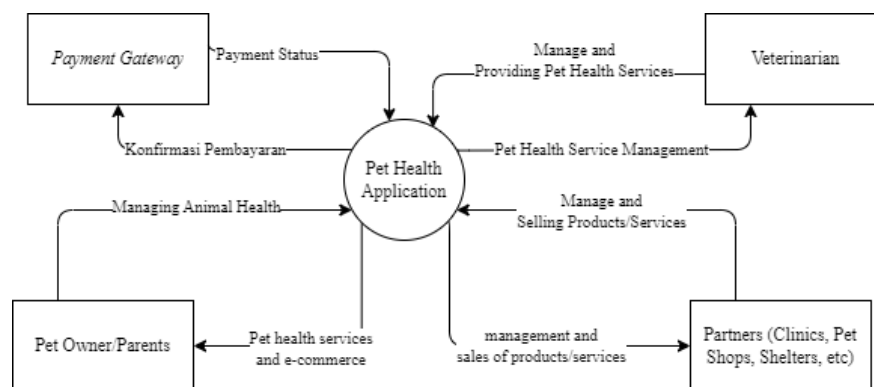 Payment Gateway
Payment Status
Manage and
Providing Pet Health Services
Veterinarian
Konfirmasi Pembayaran
Pet Health
Application
Pet Health Service Management
Managing Animal Health
Manage and
Selling Products/Services
Pet Owner/Parents
Pet health services
and e-commerce
management and
sales of products/services
Partners (Clinics, Pet
Shops, Shelters, etc)